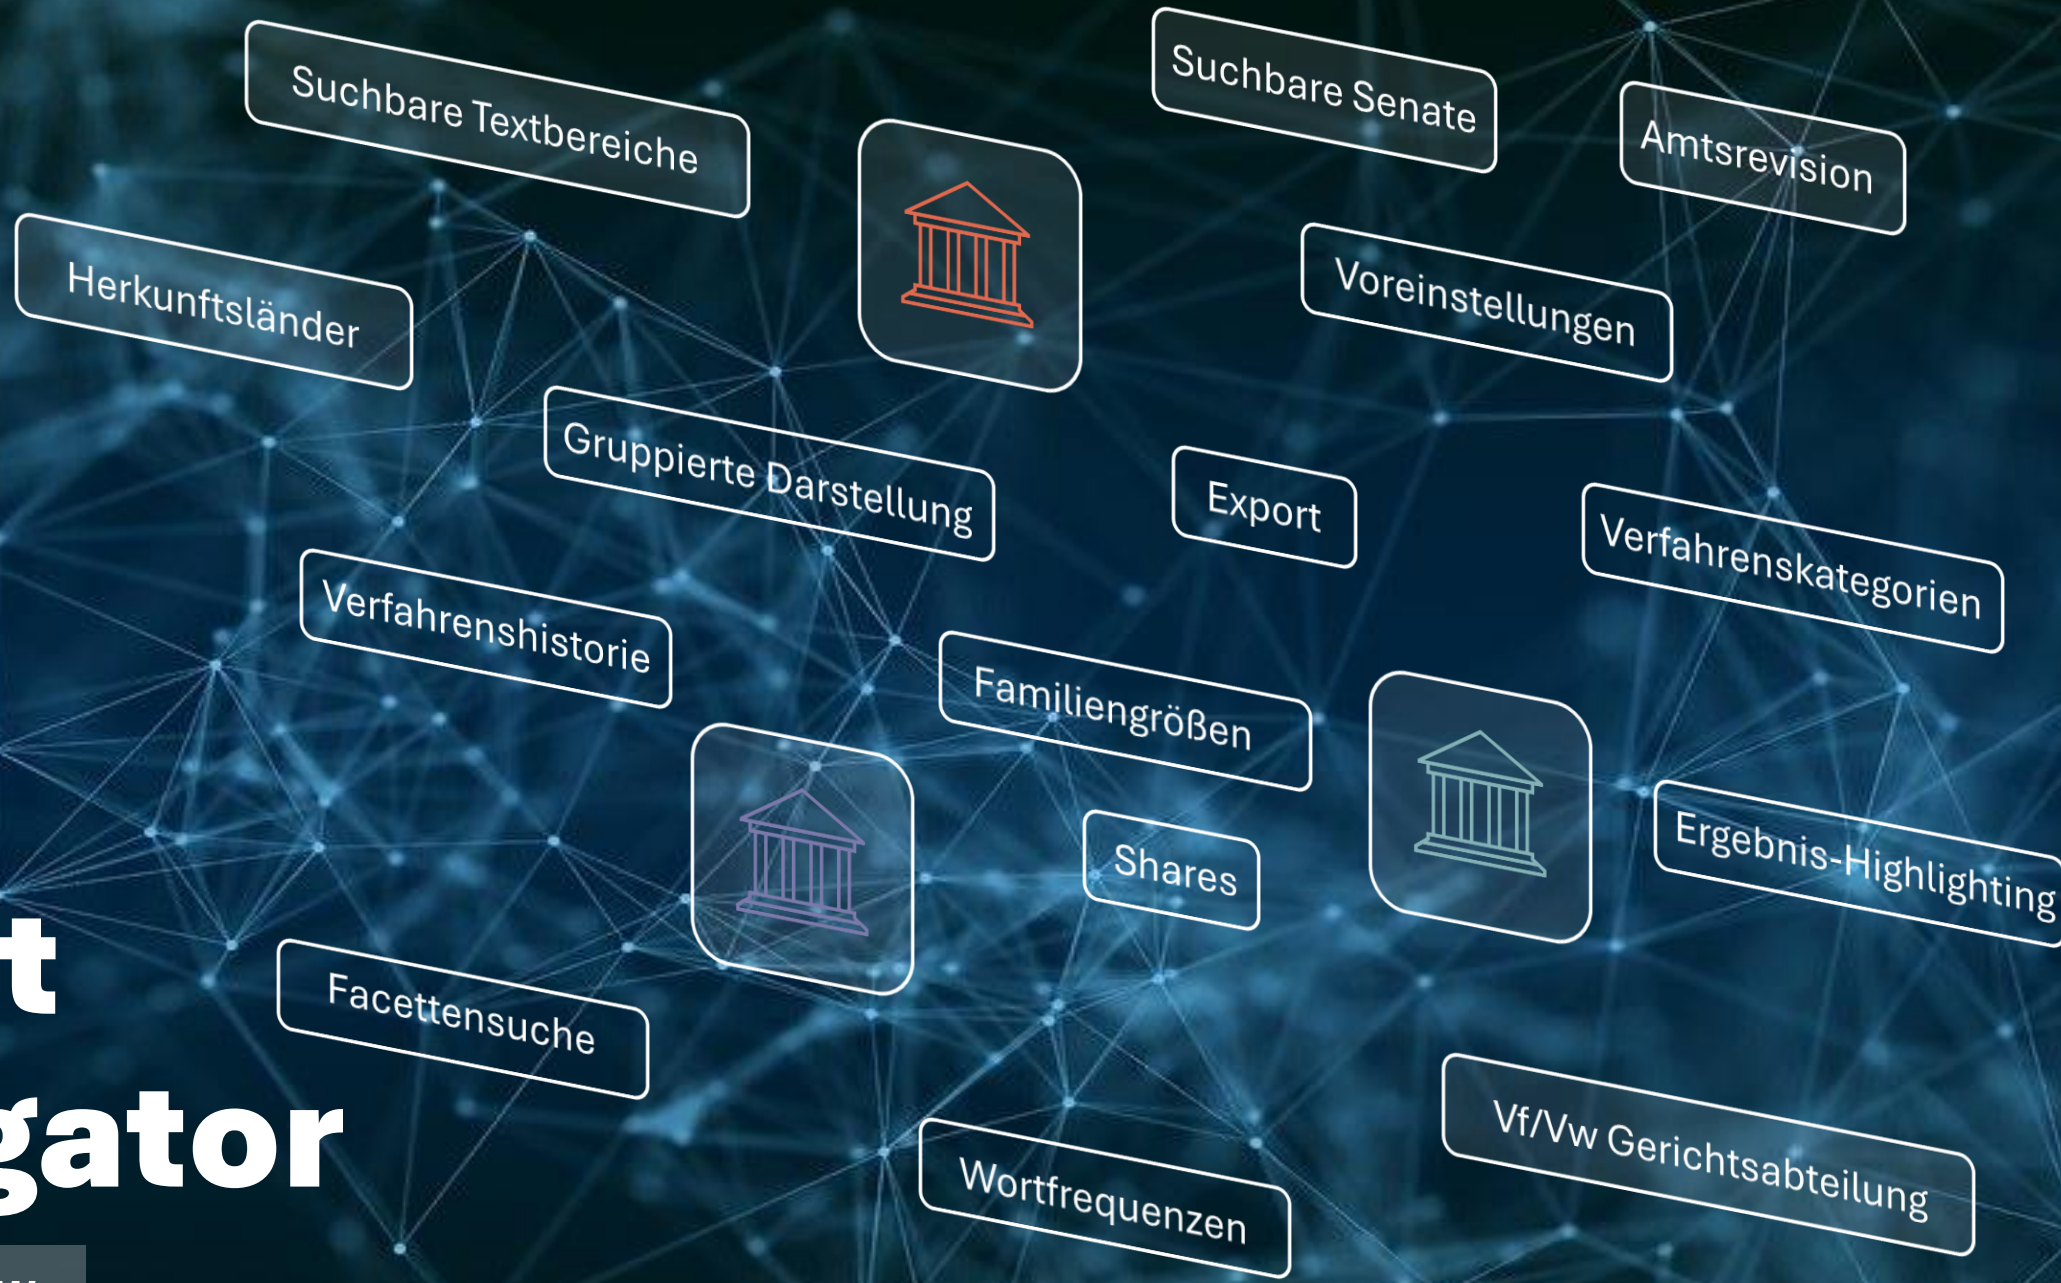 Suchbare Textbereiche
Suchbare Senate
Amtsrevision
Herkunftsländer
Voreinstellungen
Gruppierte Darstellung
Export
Verfahrenskategorien
Verfahrenshistorie
Familiengrößen
Shares
Ergebnis-Highlighting
t
Facettensuche
gator
Vf/Vw Gerichtsabteilung
Wortfrequenzen